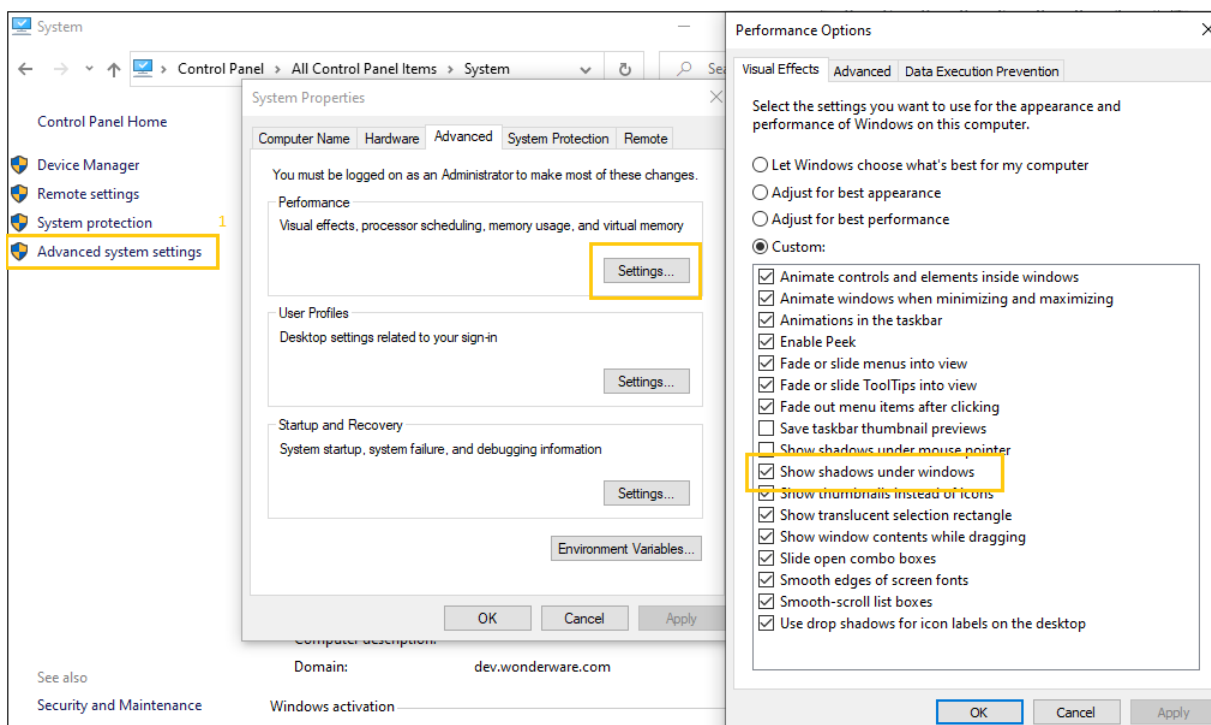 System
Control Panel > All Control Panel Items > System
Control Panel Home
Device Manager
Remote settings
System protection
1
Advanced system settings
See also
Security and Maintenance
System Properties
Computer Name
Hardware
Advanced
System Protection
Remote
You must be logged on as an Administrator to make most of these changes.
Performance
Visual effects, processor scheduling, memory usage, and virtual memory
Settings...
User Profiles
Desktop settings related to your sign-in
Settings...
Startup and Recovery
System startup, system failure, and debugging information
Settings...
Environment Variables...
OK
Cancel
Apply
Computer description:
Domain:
dev.wonderware.com
Windows activation
Performance Options
Visual Effects
Advanced
Data Execution Prevention
Select the settings you want to use for the appearance and
performance of Windows on this computer.
Let Windows choose what's best for my computer
Adjust for best appearance
Adjust for best performance
Custom:
Animate controls and elements inside windows
Animate windows when minimizing and maximizing
Animations in the taskbar
Enable Peek
Fade or slide menus into view
Fade or slide ToolTips into view
Fade out menu items after clicking
Save taskbar thumbnail previews
Show shadows under mouse pointer
Show shadows under windows
Show thumbnails instead of icons
Show translucent selection rectangle
Show window contents while dragging
Slide open combo boxes
Smooth edges of screen fonts
Smooth-scroll list boxes
Use drop shadows for icon labels on the desktop
OK
Cancel
Apply